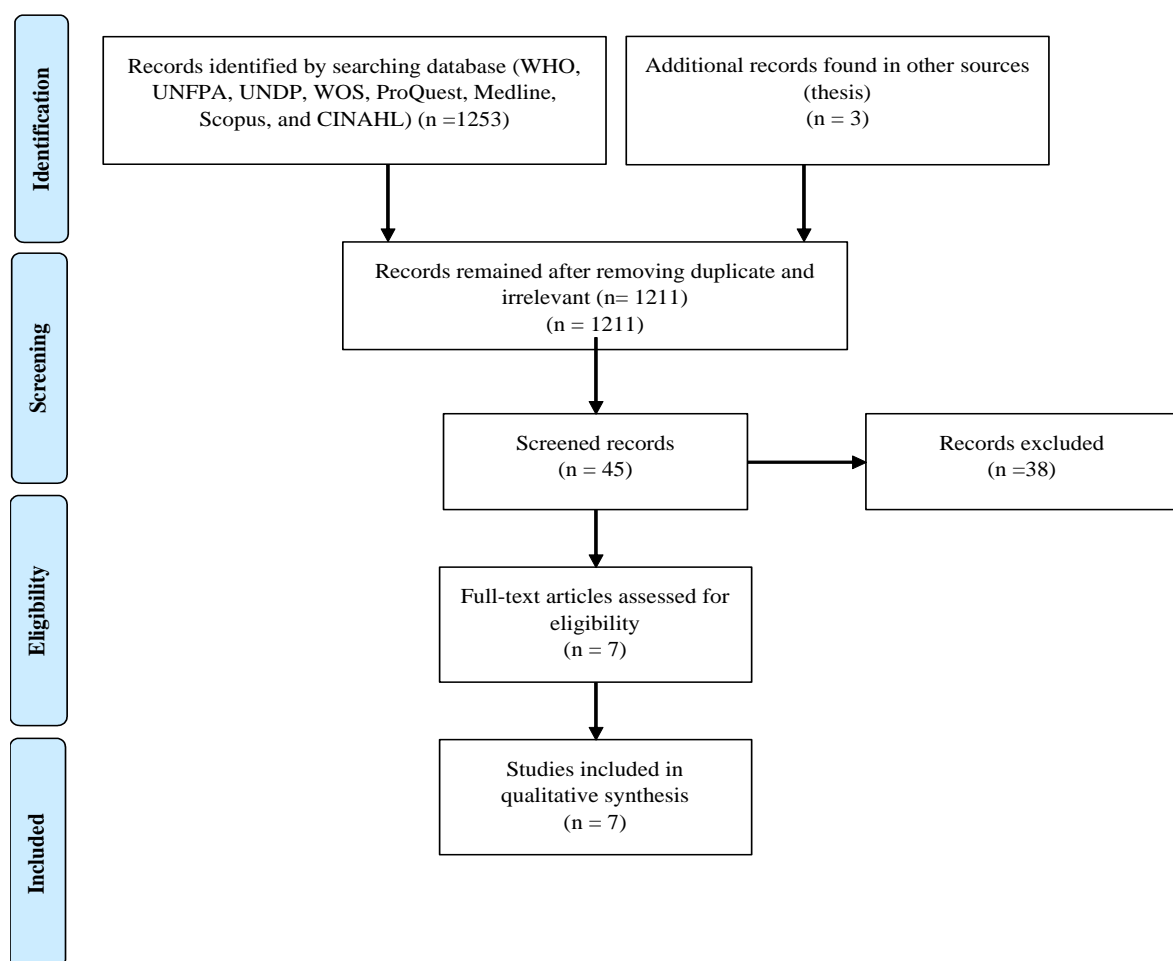 Identification
Records identified by searching database (WHO,
UNFPA, UNDP, WOS, ProQuest, Medline,
Scopus, and CINAHL) (n =1253)
Additional records found in other sources
(thesis)
(n = 3)
Screening
Records remained after removing duplicate and
irrelevant (n= 1211)
(n = 1211)
Screened records
(n = 45)
Records excluded
(n =38)
Eligibility
Full-text articles assessed for
eligibility
(n = 7)
Included
Studies included in
qualitative synthesis
(n = 7)